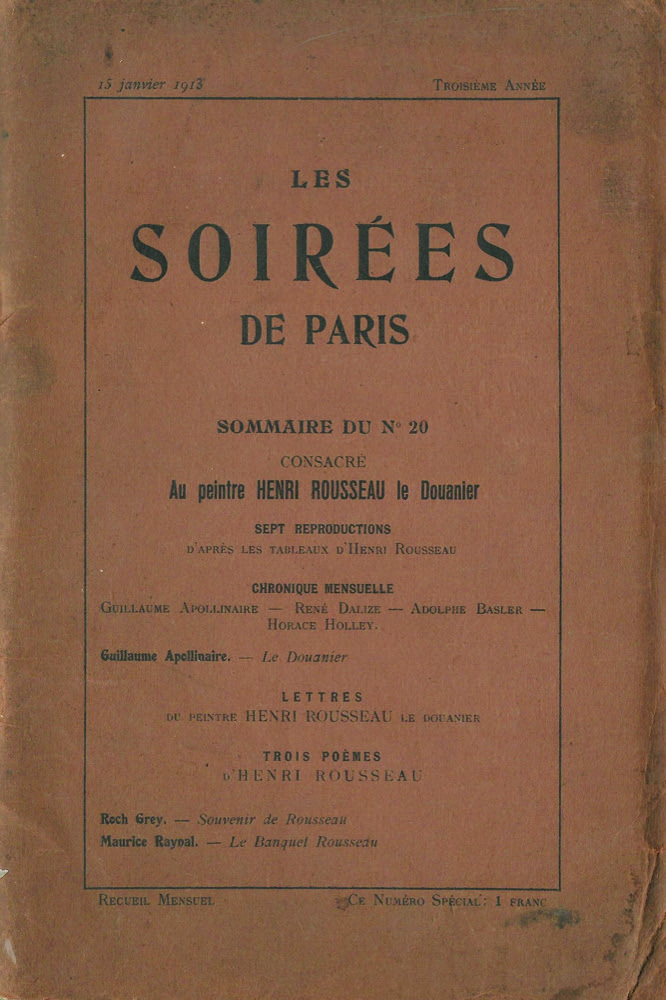 15 janvier 1913
TROISIÈME ANNÉE
LES
SOIRÉES
DE PARIS
SOMMAIRE DU N° 20
CONSACRÉ
Au peintre HENRI ROUSSEAU le Douanier
SEPT REPRODUCTIONS
D'APRÈS LES TABLEAUX D'HENRI ROUSSEAU
CHRONIQUE MENSUELLE
GUILLAUME APOLLINAIRE — RENÉ DALIZE — ADOLPHE BASLER —
HORACE HOLLEY.
Guillaume Apollinaire. — Le Douanier
LETTRES
DU PEINTRE HENRI ROUSSEAU LE DOUANIER
TROIS POÈMES
D'HENRI ROUSSEAU
Roch Grey. — Souvenir de Rousseau
Maurice Raynal. — Le Banquet Rousseau
RECUEIL MENSUEL
CE NUMÉRO SPÉCIAL : 1 FRANC